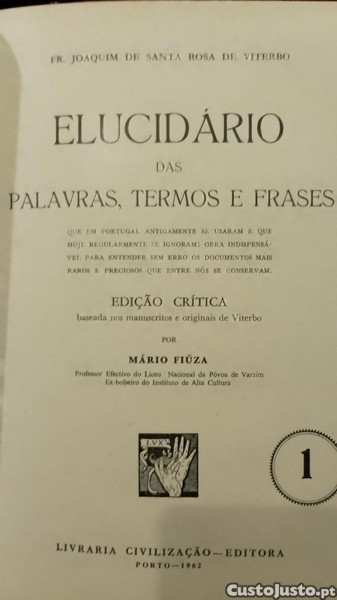 FR. JOAQUIM DE SANTA ROSA DE VITERBO
ELUCIDÁRIO
DAS
PALAVRAS, TERMOS E FRASES
QUE EM PORTUGAL ANTIGAMENTE SE USARAM E QUE
HOJE REGULARMENTE SE IGNORAM: OBRA INDISPENSÁ-
VEL PARA ENTENDER SEM ERRO OS DOCUMENTOS MAIS
RAROS E PRECIOSOS QUE ENTRE NÓS SE CONSERVAM.
EDIÇÃO CRÍTICA
baseada nos manuscritos e originais de Viterbo
POR
MÁRIO FIÚZA
Professor Efectivo do Liceu Nacional da Póvoa de Varzim
Ex-bolseiro do Instituto de Alta Cultura
LVX
1
LIVRARIA CIVILIZAÇÃO—EDITORA
PORTO—1962
CustoJusto.pt